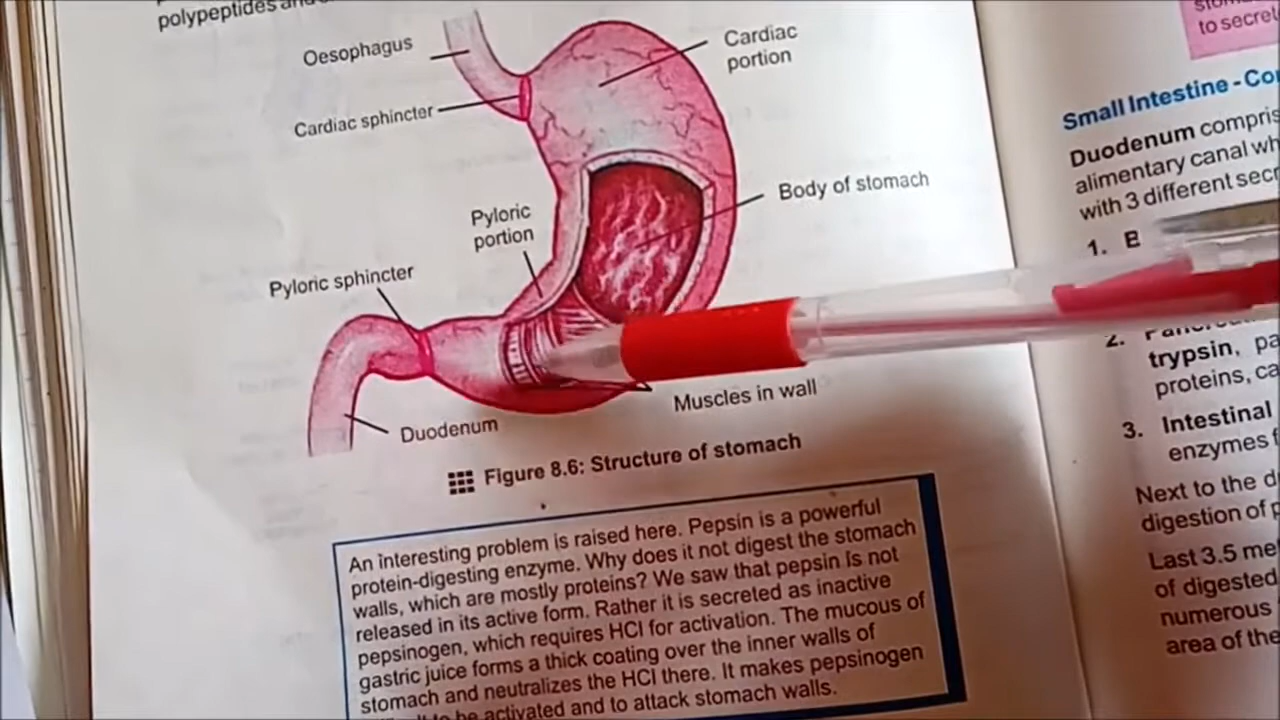 polypeptides
Oesophagus
Cardiac
portion
Cardiac sphincter
Body of stomach
Pyloric
portion
Pyloric sphincter
Muscles in wall
Duodenum
Figure 8.6: Structure of stomach
An interesting problem is raised here. Pepsin is a powerful
protein-digesting enzyme. Why does it not digest the stomach
walls, which are mostly proteins? We saw that pepsin is not
released in its active form. Rather it is secreted as inactive
pepsinogen, which requires HCl for activation. The mucous of
gastric juice forms a thick coating over the inner walls of
stomach and neutralizes the HCl there. It makes pepsinogen
to be activated and to attack stomach walls.
to secret
Small Intestine - Co
Duodenum compris
alimentary canal wh
with 3 different secr
1. B
2.
trypsin, pa
proteins, ca
3. Intestinal
enzymes f
Next to the d
digestion of p
Last 3.5 me
of digested
numerous
area of the